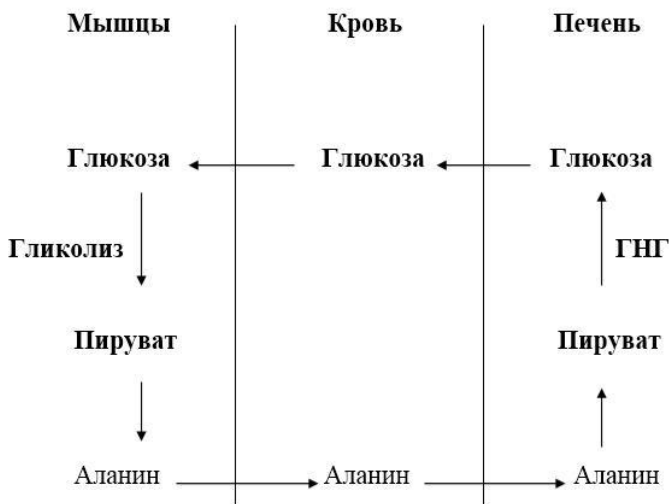 Мышцы Кровь Печень
Глюкоза Глюкоза Глюкоза
Гликолиз ГНГ
Пируват Пируват
Аланин Аланин Аланин